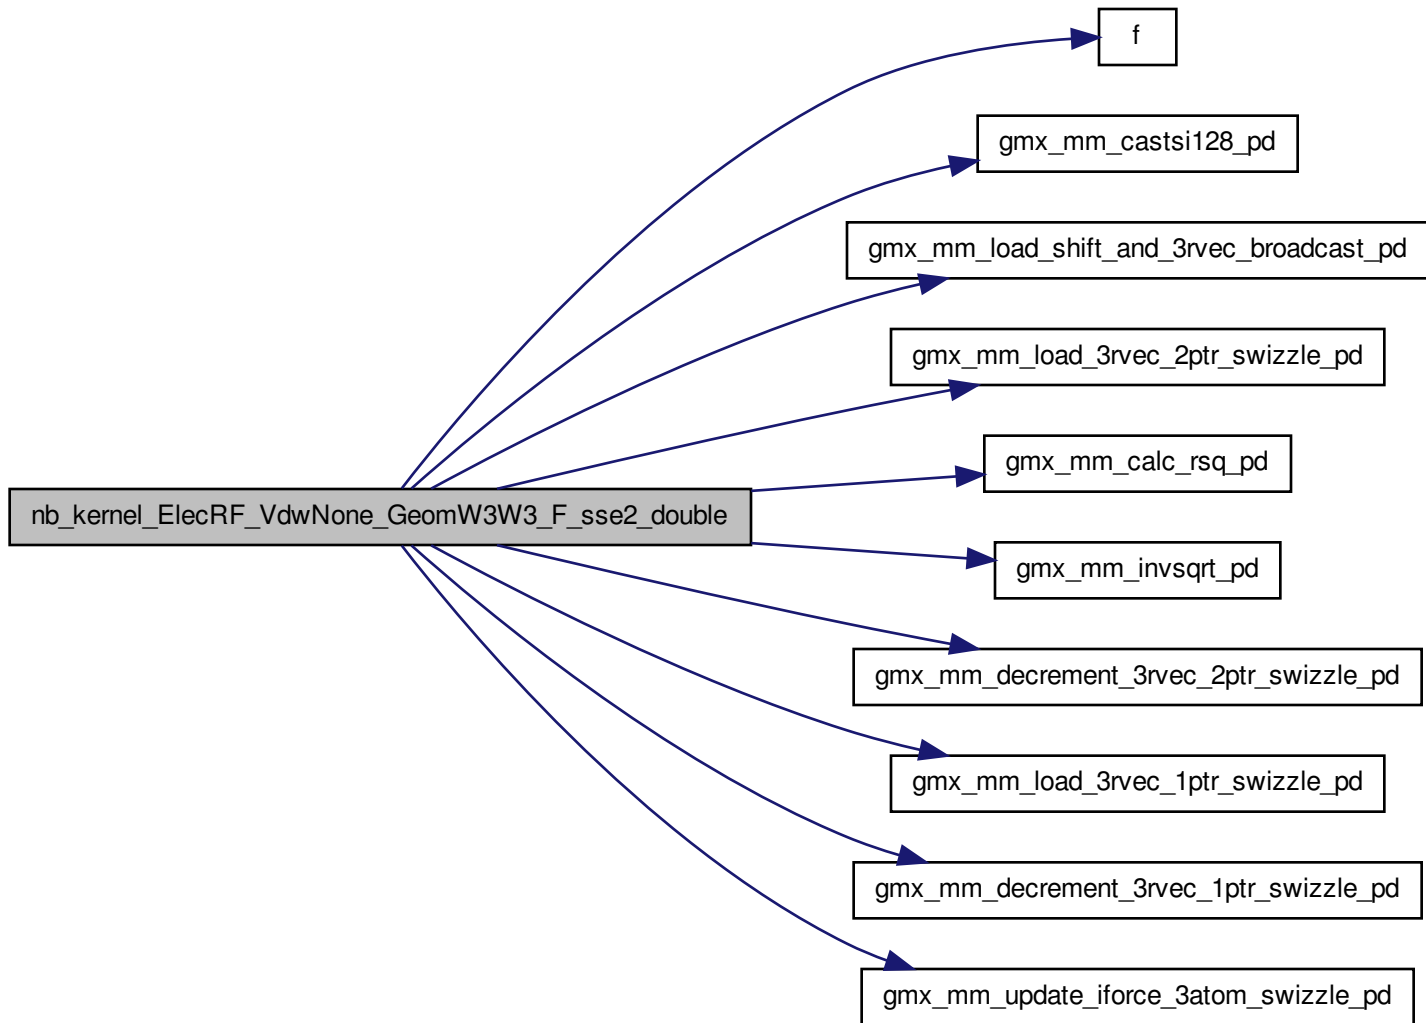 f
gmx_mm_castsi128_pd
gmx_mm_load_shift_and_3rvec_broadcast_pd
gmx_mm_load_3rvec_2ptr_swizzle_pd
gmx_mm_calc_rsq_pd
nb_kernel_ElecRF_VdwNone_GeomW3W3_F_sse2_double
gmx_mm_invsqrt_pd
gmx_mm_decrement_3rvec_2ptr_swizzle_pd
gmx_mm_load_3rvec_1ptr_swizzle_pd
gmx_mm_decrement_3rvec_1ptr_swizzle_pd
gmx_mm_update_iforce_3atom_swizzle_pd